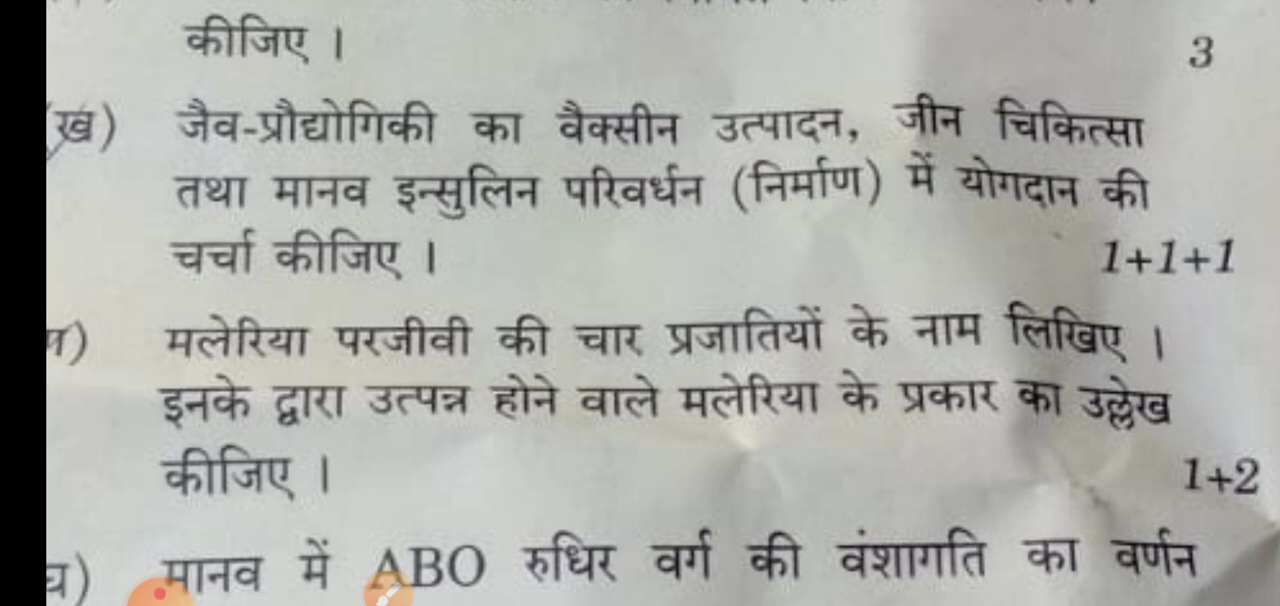 कीजिए ।
3
ख) जैव-प्रौद्योगिकी का वैक्सीन उत्पादन, जीन चिकित्सा
तथा मानव इन्सुलिन परिवर्धन (निर्माण) में योगदान की
चर्चा कीजिए ।
1+1+1
मलेरिया परजीवी की चार प्रजातियों के नाम लिखिए ।
इनके द्वारा उत्पन्न होने वाले मलेरिया के प्रकार का उल्लेख
कीजिए ।
1+2
मानव में ABO रुधिर वर्ग की वंशागति का वर्णन